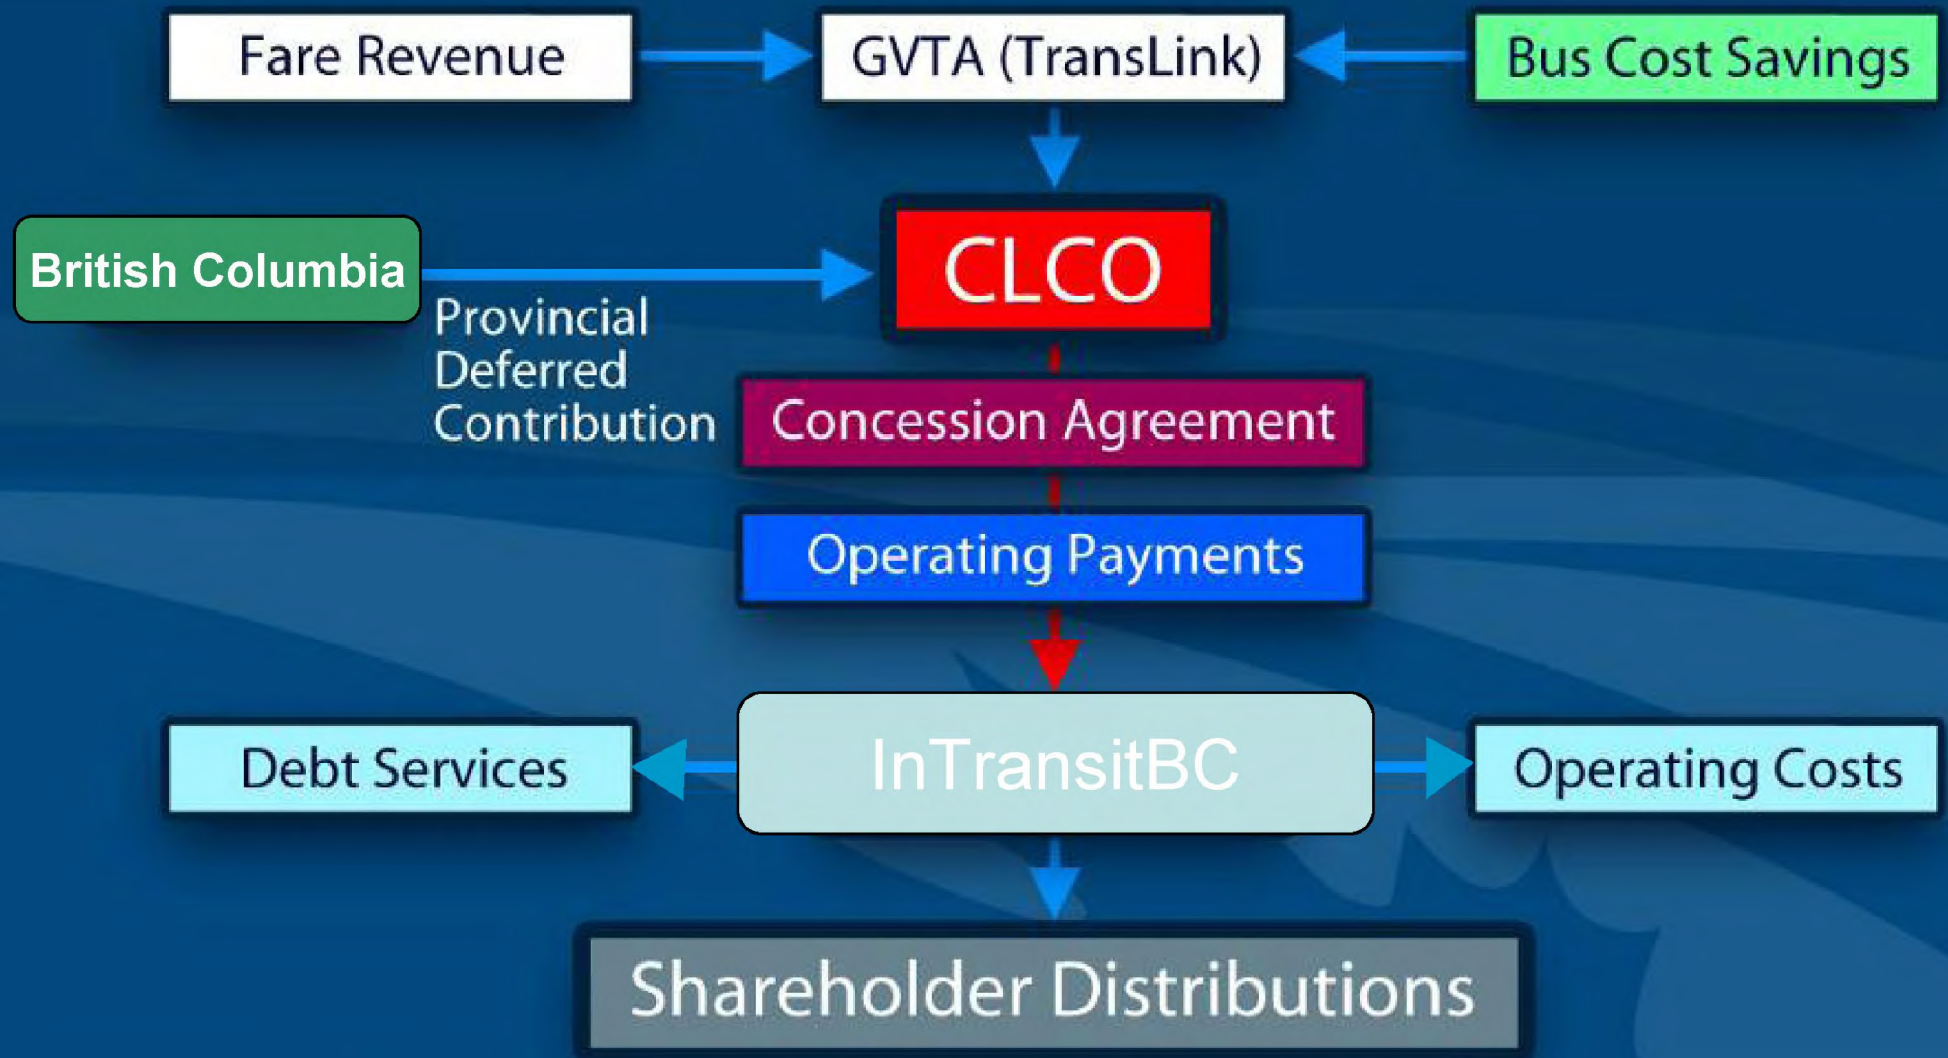 Fare Revenue
GVTA (TransLink)
Bus Cost Savings
British Columbia
CLCO
Provincial
Deferred
Contribution
Concession Agreement
Operating Payments
Debt Services
InTransitBC
Operating Costs
Shareholder Distributions